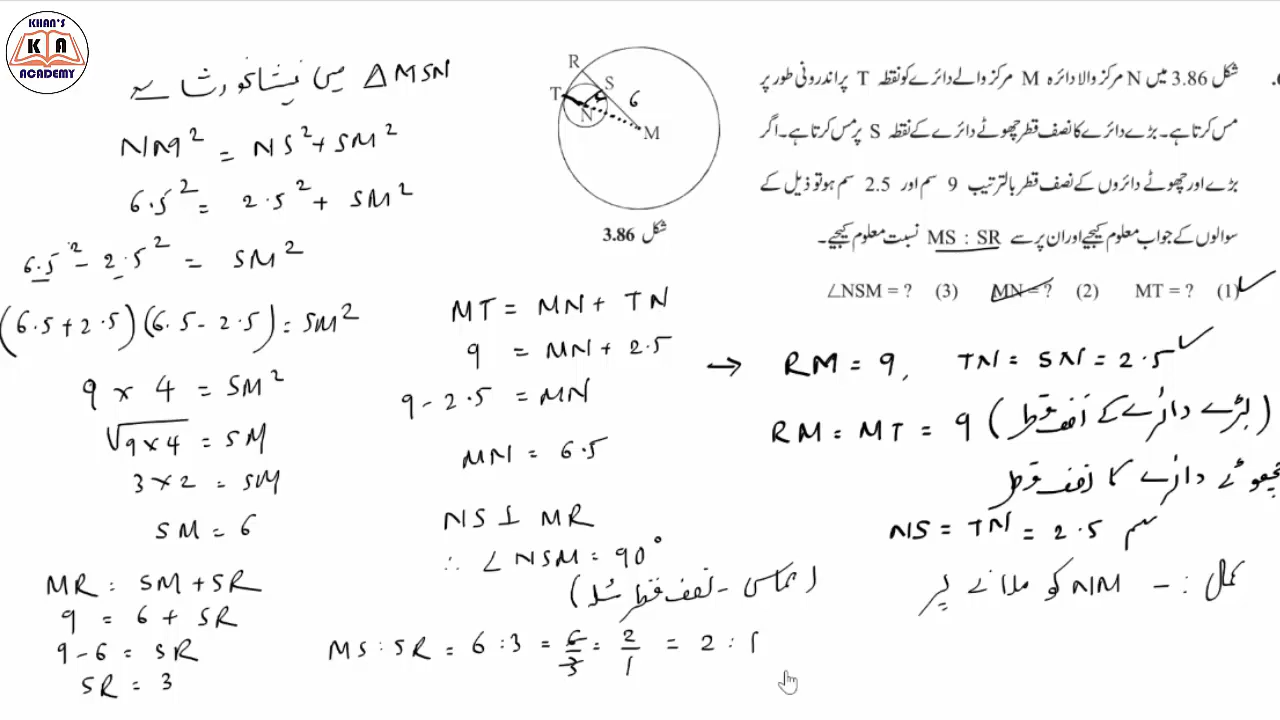 KHAN'S
K A
ACADEMY
شکل 3.86 میں N مرکز والا دائرہ M مرکز والے دائرے کو نقطہ T پر اندرونی طور پر
مس کرتا ہے۔ بڑے دائرے کا نصف قطر چھوٹے دائرے کے نقطہ S پر مس کرتا ہے۔ اگر
بڑے اور چھوٹے دائروں کے نصف قطر بالترتیب 9 سم اور 2.5 سم ہو تو ذیل کے
سوالوں کے جواب معلوم کیجیے اور ان پر سے MS : SR نسبت معلوم کیجیے۔
(1) MT = ? (2) MN = ? (3) ∠NSM = ?
R
S
T
6
N
M
شکل 3.86
→ RM = 9, TN = SN = 2.5 ✓
RM = MT = 9 (بڑے دائرے کے نصف قطر)
چھوٹے دائرے کا نصف قطر
NS = TN = 2.5 سم
عمل :- NM کو ملانے پر
MT = MN + TN
9 = MN + 2.5
9 - 2.5 = MN
MN = 6.5
NS ⊥ MR
∴ ∠NSM = 90°
(مماس - نصف قطر مسئلہ)
△MSN میں فیثاغورث سے
NM² = NS² + SM²
6.5² = 2.5² + SM²
6.5² - 2.5² = SM²
(6.5 + 2.5)(6.5 - 2.5) = SM²
9 × 4 = SM²
√9×4 = SM
3 × 2 = SM
SM = 6
MR = SM + SR
9 = 6 + SR
9 - 6 = SR
SR = 3
MS : SR = 6 : 3 = 6/3 = 2/1 = 2 : 1